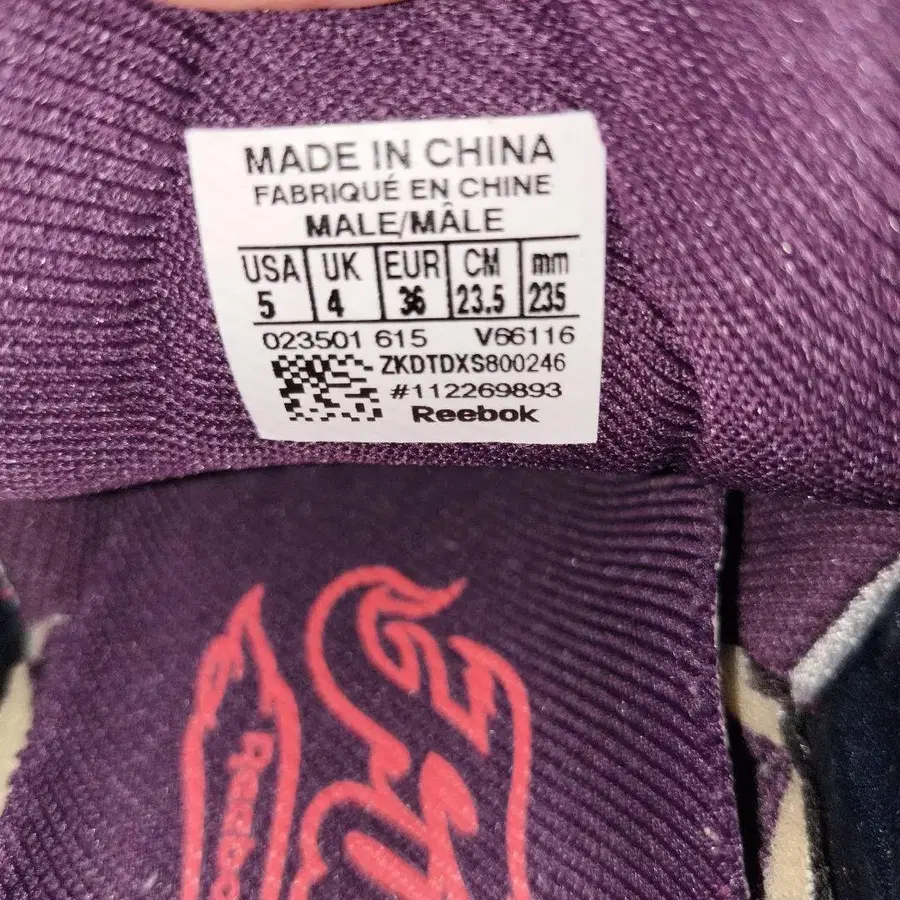 MADE IN CHINA
FABRIQUÉ EN CHINE
MALE/MÂLE
USA UK EUR CM mm
5 4 36 23.5 235
023501 615 V66116
ZKDTDXS800246
#112269893
Reebok